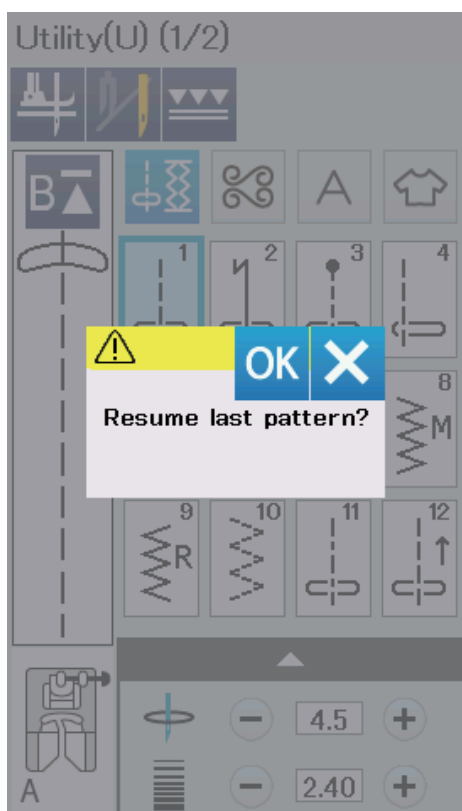 Utility(U) (1/2)
B
A
1
2
3
4
OK
Resume last pattern?
8
M
9
R
10
11
12
4.5
A
2.40